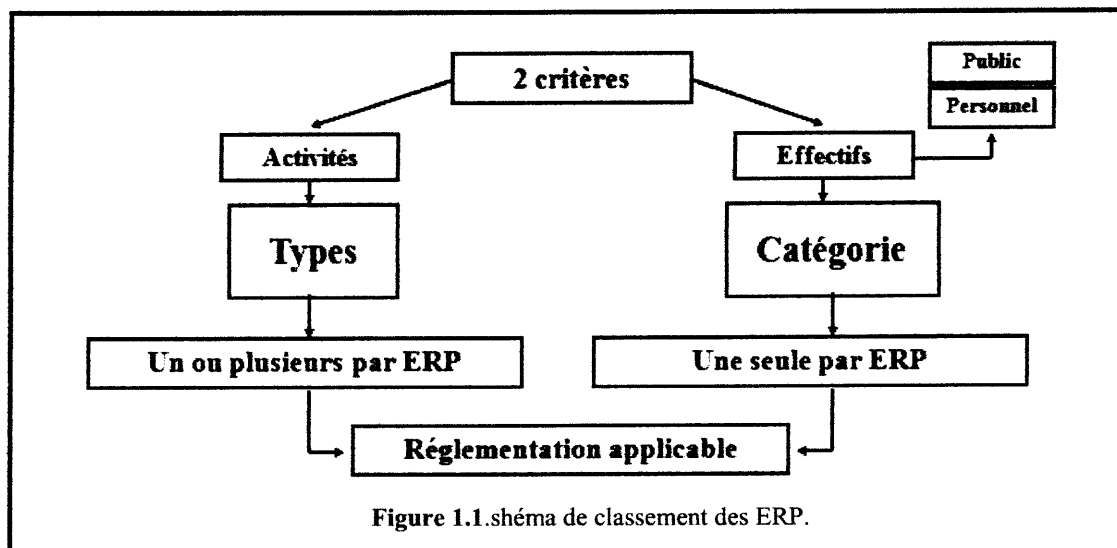 2 critères
Public
Personnel
Activités
Effectifs
Types
Catégorie
Un ou plusieurs par ERP
Une seule par ERP
Réglementation applicable
Figure 1.1.shéma de classement des ERP.